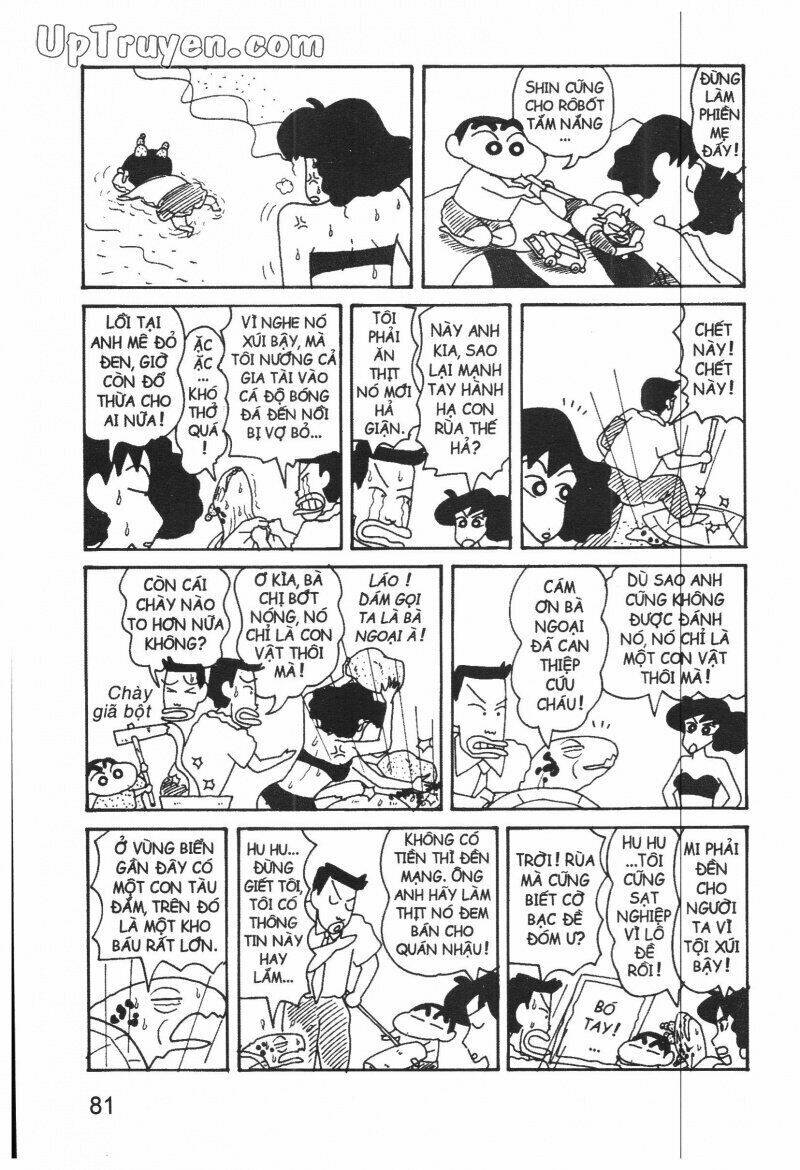 UpTruyen.com
ĐỪNG
LÀM
PHIỀN
MẸ
ĐẤY!
SHIN CŨNG
CHO RÔBỐT
TẮM NẮNG
...
CHẾT
NÀY!
CHẾT
NÀY!
NÀY ANH
KIA, SAO
LẠI MẠNH
TAY HÀNH
HẠ CON
RÙA THẾ
HẢ?
TÔI
PHẢI
ĂN
THỊT
NÓ MỚI
HẢ
GIẬN.
VÌ NGHE NÓ
XÚI BẬY, MÀ
TÔI NƯỚNG CẢ
GIA TÀI VÀO
CÁ ĐỘ BÓNG
ĐÁ ĐẾN NỖI
BỊ VỢ BỎ...
ẶC
ẶC
...
KHÓ
THỞ
QUÁ
!
LỖI TẠI
ANH MÊ ĐỎ
ĐEN, GIỜ
CÒN ĐỔ
THỪA CHO
AI NỮA!
DÙ SAO ANH
CŨNG KHÔNG
ĐƯỢC ĐÁNH
NÓ, NÓ CHỈ LÀ
MỘT CON VẬT
THÔI MÀ!
CÁM
ƠN BÀ
NGOẠI
ĐÃ CAN
THIỆP
CỨU
CHÁU!
LÁO !
DÁM GỌI
TA LÀ BÀ
NGOẠI À!
Ơ KÌA, BÀ
CHỊ BỚT
NÓNG, NÓ
CHỈ LÀ CON
VẬT THÔI
MÀ!
CÒN CÁI
CHÀY NÀO
TO HƠN NỮA
KHÔNG?
Chày
giã bột
MI PHẢI
ĐỀN
CHO
NGƯỜI
TA VÌ
TỘI XÚI
BẬY!
HU HU
...TÔI
CŨNG
SẠT
NGHIỆP
VÌ LÔ
ĐỀ
RỒI!
TRỜI! RÙA
MÀ CŨNG
BIẾT CỜ
BẠC ĐỀ
ĐÓM Ư?
BÓ
TAY!
...
KHÔNG CÓ
TIỀN THÌ ĐỀN
MẠNG. ÔNG
ANH HÃY LÀM
THỊT NÓ ĐEM
BÁN CHO
QUÁN NHẬU!
HU HU...
ĐỪNG
GIẾT TÔI,
TÔI CÓ
THÔNG
TIN NÀY
HAY
LẮM...
Ở VÙNG BIỂN
GẦN ĐÂY CÓ
MỘT CON TÀU
ĐẮM, TRÊN ĐÓ
LÀ MỘT KHO
BÁU RẤT LỚN.
81